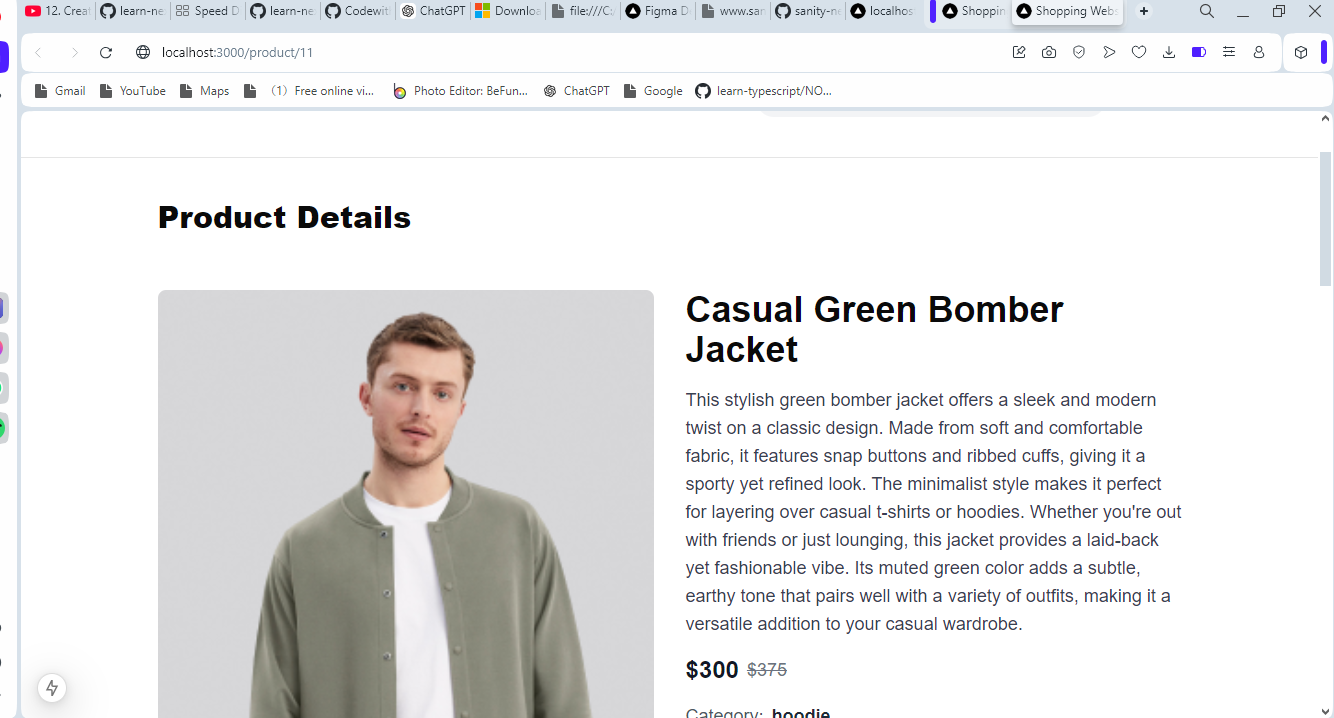 12. Creat
learn-ne
Speed D
learn-ne
Codewit
ChatGPT
Downloa
file:///C:/
Figma D
www.san
sanity-ne
localhos
Shoppin
Shopping Webs
localhost:3000/product/11
Gmail
YouTube
Maps
(1) Free online vi...
Photo Editor: BeFun...
ChatGPT
Google
learn-typescript/NO...
Product Details
Casual Green Bomber
Jacket
This stylish green bomber jacket offers a sleek and modern
twist on a classic design. Made from soft and comfortable
fabric, it features snap buttons and ribbed cuffs, giving it a
sporty yet refined look. The minimalist style makes it perfect
for layering over casual t-shirts or hoodies. Whether you're out
with friends or just lounging, this jacket provides a laid-back
yet fashionable vibe. Its muted green color adds a subtle,
earthy tone that pairs well with a variety of outfits, making it a
versatile addition to your casual wardrobe.
$300 $375
Category: hoodie